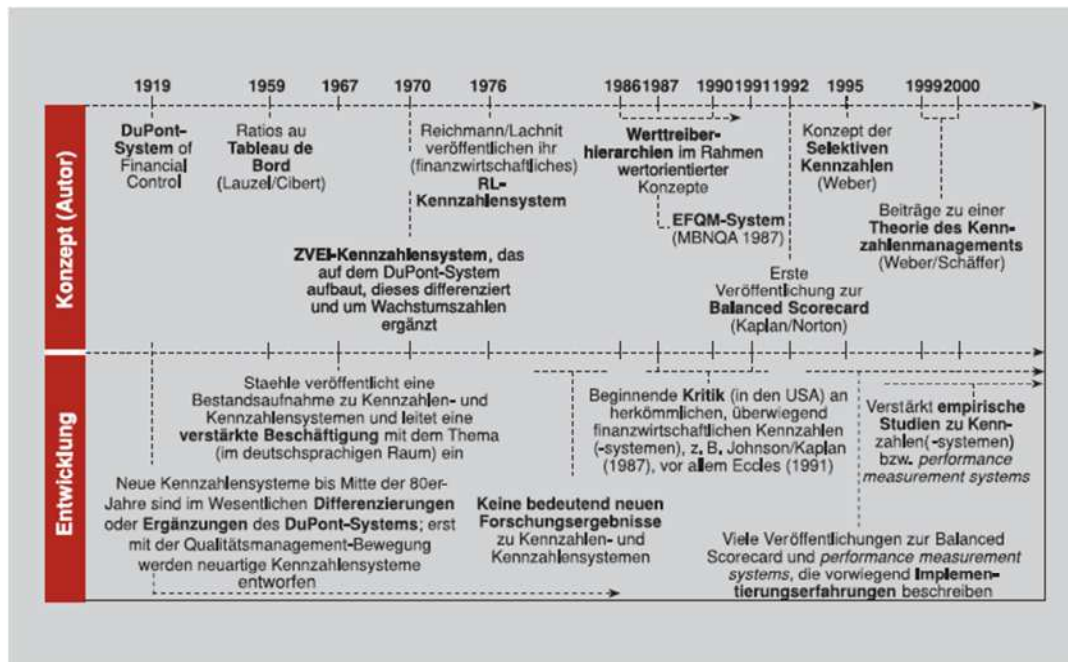 1919 1959 1967 1970 1976 1986 1987 1990 1991 1992 1995 1999 2000
Konzept (Autor)
DuPont-
System of
Financial
Control
Ratios au
Tableau de
Bord
(Lauzel/Cibert)
Reichmann/Lachnit
veröffentlichen ihr
(finanzwirtschaftliches)
RL-
Kennzahlensystem
ZVEI-Kennzahlensystem, das
auf dem DuPont-System
aufbaut, dieses differenziert
und um Wachstumszahlen
ergänzt
Werttreiber-
hierarchien im Rahmen
wertorientierter
Konzepte
EFQM-System
(MBNQA 1987)
Erste
Veröffentlichung zur
Balanced Scorecard
(Kaplan/Norton)
Konzept der
Selektiven
Kennzahlen
(Weber)
Beiträge zu einer
Theorie des Kenn-
zahlenmanagements
(Weber/Schäffer)
Entwicklung
Staehle veröffentlicht eine
Bestandsaufnahme zu Kennzahlen- und
Kennzahlensystemen und leitet eine
verstärkte Beschäftigung mit dem Thema
(im deutschsprachigen Raum) ein
Neue Kennzahlensysteme bis Mitte der 80er-
Jahre sind im Wesentlichen Differenzierungen
oder Ergänzungen des DuPont-Systems; erst
mit der Qualitätsmanagement-Bewegung
werden neuartige Kennzahlensysteme
entworfen
Keine bedeutend neuen
Forschungsergebnisse
zu Kennzahlen- und
Kennzahlensystemen
Beginnende Kritik (in den USA) an
herkömmlichen, überwiegend
finanzwirtschaftlichen Kennzahlen
(-systemen), z. B. Johnson/Kaplan
(1987), vor allem Eccles (1991)
Verstärkt empirische
Studien zu Kenn-
zahlen( -systemen)
bzw. performance
measurement systems
Viele Veröffentlichungen zur Balanced
Scorecard und performance measurement
systems, die vorwiegend Implemen-
tierungserfahrungen beschreiben